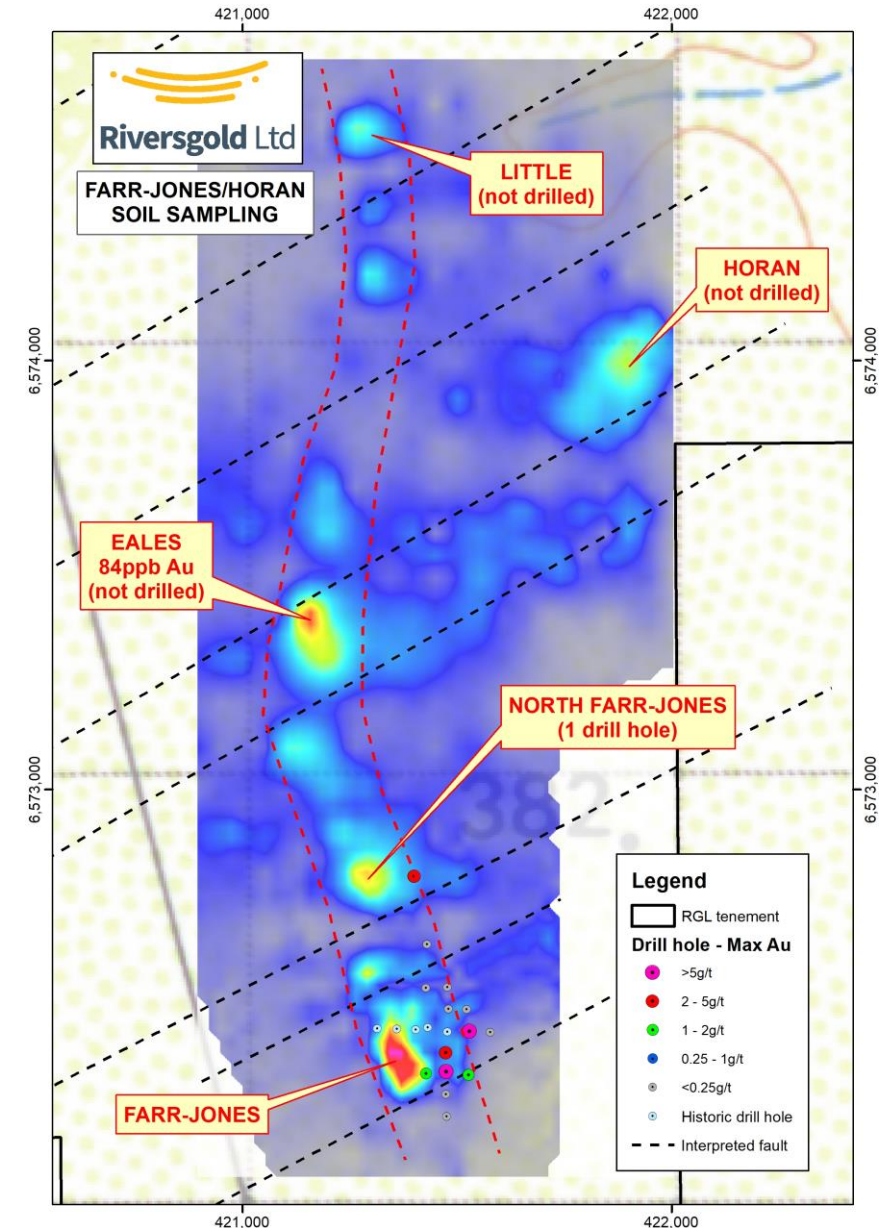 421,000
422,000
Riversgold Ltd
FARR-JONES/HORAN
SOIL SAMPLING
LITTLE
(not drilled)
HORAN
(not drilled)
6,574,000
6,574,000
EALES
84ppb Au
(not drilled)
NORTH FARR-JONES
(1 drill hole)
6,573,000
6,573,000
382
FARR-JONES
Legend
RGL tenement
Drill hole - Max Au
>5g/t
2 - 5g/t
1 - 2g/t
0.25 - 1g/t
<0.25g/t
Historic drill hole
Interpreted fault
421,000
422,000